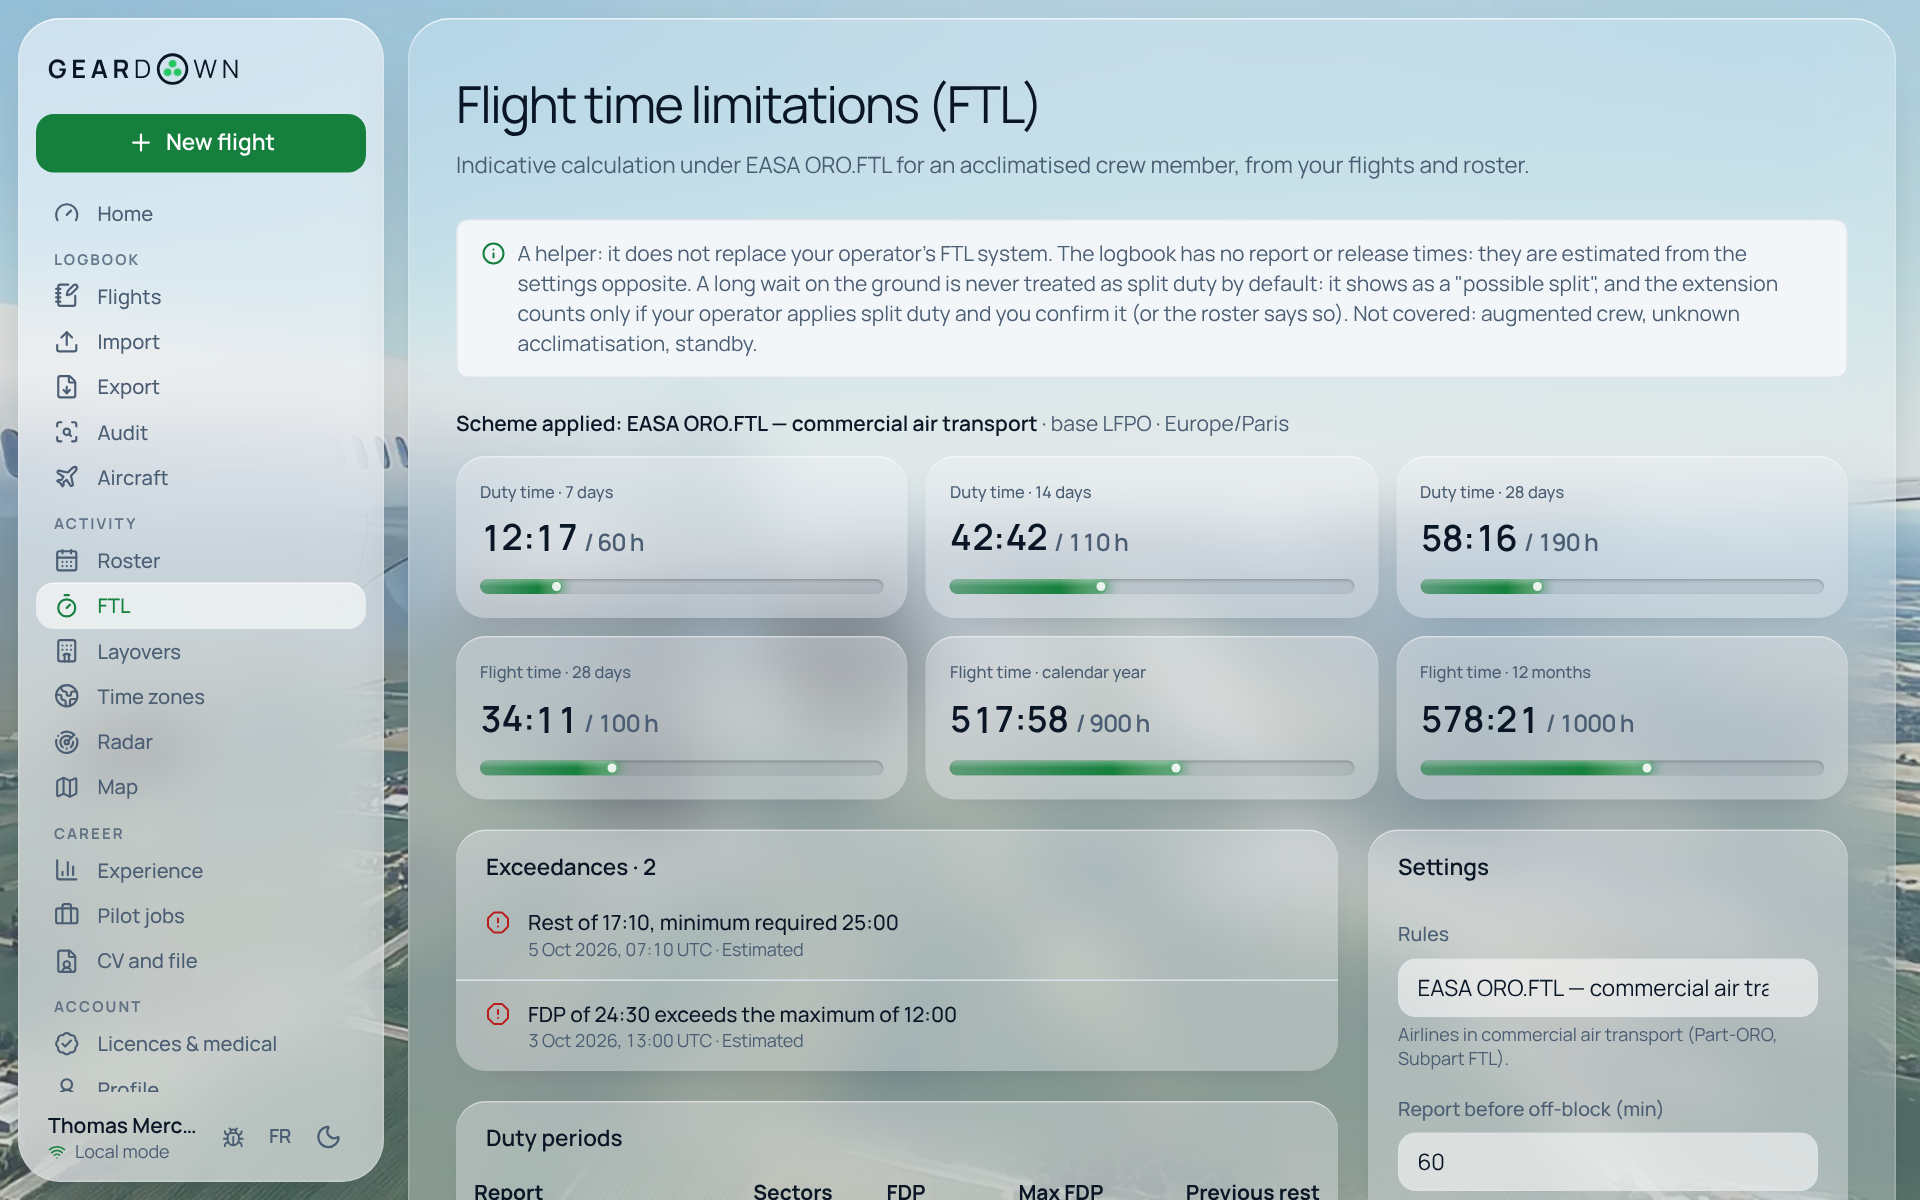 GEARDOWN
New flight
Home
LOGBOOK
Flights
Import
Export
Audit
Aircraft
ACTIVITY
Roster
FTL
Layovers
Time zones
Radar
Map
CAREER
Experience
Pilot jobs
CV and file
ACCOUNT
Licences & medical
Profile
Thomas Merc...
Local mode
FR
Flight time limitations (FTL)
Indicative calculation under EASA ORO.FTL for an acclimatised crew member, from your flights and roster.
A helper: it does not replace your operator's FTL system. The logbook has no report or release times: they are estimated from the
settings opposite. A long wait on the ground is never treated as split duty by default: it shows as a "possible split", and the extension
counts only if your operator applies split duty and you confirm it (or the roster says so). Not covered: augmented crew, unknown
acclimatisation, standby.
Scheme applied: EASA ORO.FTL — commercial air transport · base LFPO · Europe/Paris
Duty time · 7 days
12:17 / 60 h
Duty time · 14 days
42:42 / 110 h
Duty time · 28 days
58:16 / 190 h
Flight time · 28 days
34:11 / 100 h
Flight time · calendar year
517:58 / 900 h
Flight time · 12 months
578:21 / 1000 h
Exceedances · 2
Rest of 17:10, minimum required 25:00
5 Oct 2026, 07:10 UTC · Estimated
FDP of 24:30 exceeds the maximum of 12:00
3 Oct 2026, 13:00 UTC · Estimated
Duty periods
Report Sectors FDP Max FDP Previous rest
Settings
Rules
EASA ORO.FTL — commercial air tra
Airlines in commercial air transport (Part-ORO,
Subpart FTL).
Report before off-block (min)
60